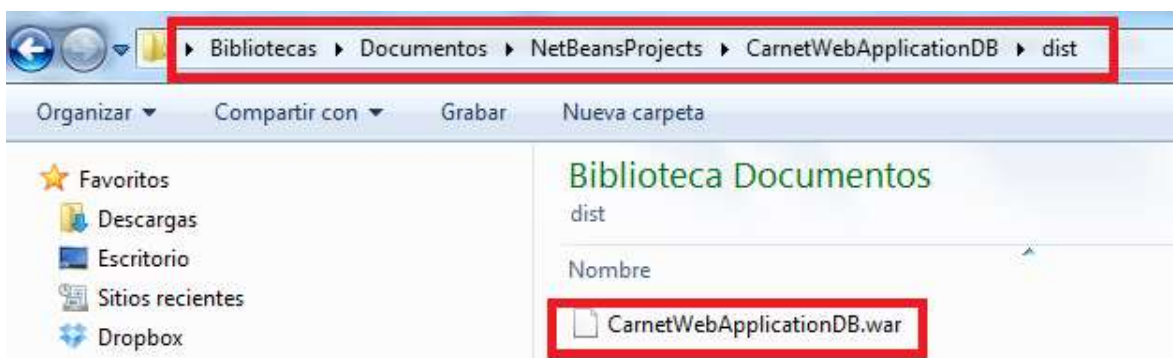 Bibliotecas Documentos NetBeansProjects CarnetWebApplicationDB dist
Organizar Compartir con Grabar Nueva carpeta
Favoritos
Descargas
Escritorio
Sitios recientes
Dropbox
Biblioteca Documentos
dist
Nombre
CarnetWebApplicationDB.war